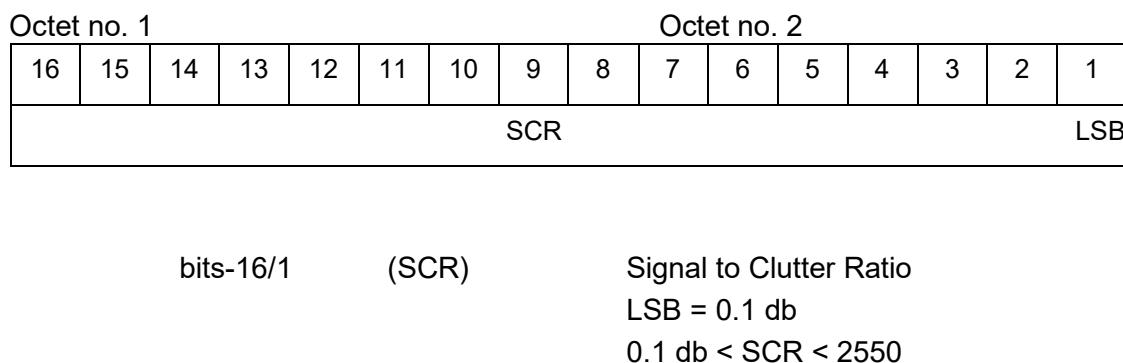 Octet no. 1 Octet no. 2
16 15 14 13 12 11 10 9 8 7 6 5 4 3 2 1
SCR LSB
bits-16/1 (SCR) Signal to Clutter Ratio
LSB = 0.1 db
0.1 db < SCR < 2550